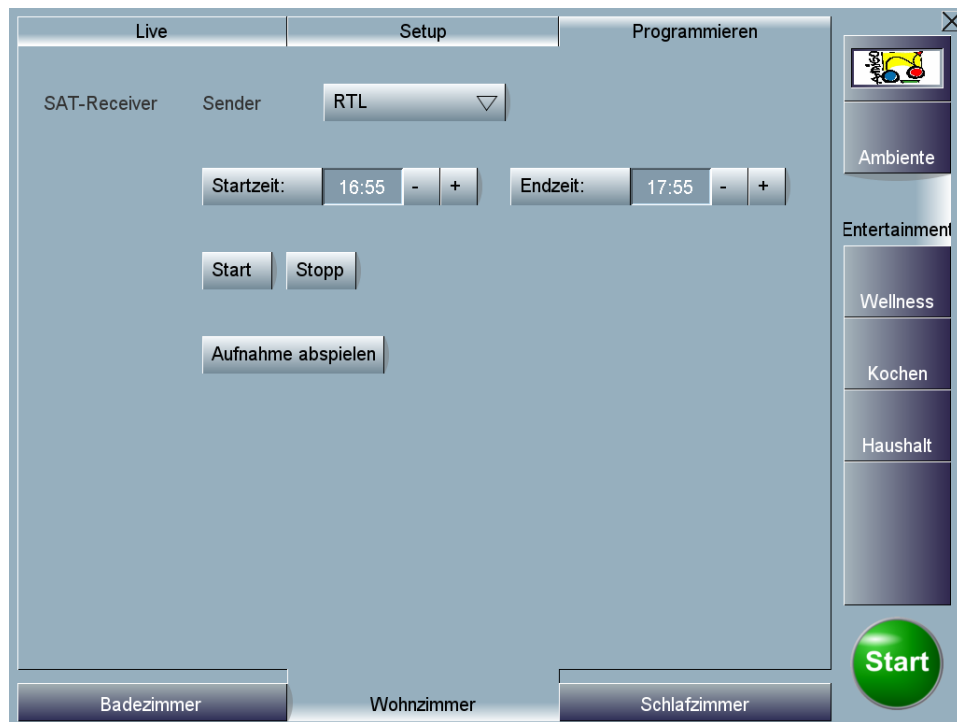 Live Setup Programmieren
AMIGO
SAT-Receiver Sender RTL
Ambiente
Startzeit: 16:55 - + Endzeit: 17:55 - +
Entertainment
Start Stopp
Wellness
Aufnahme abspielen
Kochen
Haushalt
Start
Badezimmer Wohnzimmer Schlafzimmer